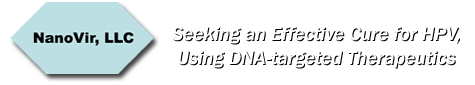 NanoVir, LLC
Seeking an Effective Cure for HPV,
Using DNA-targeted Therapeutics